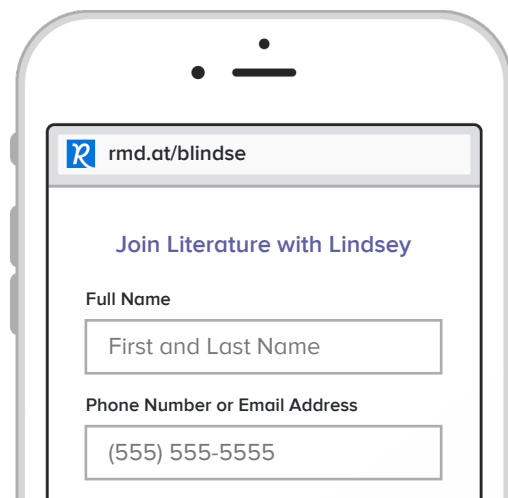 rmd.at/blindse
Join Literature with Lindsey
Full Name
First and Last Name
Phone Number or Email Address
(555) 555-5555